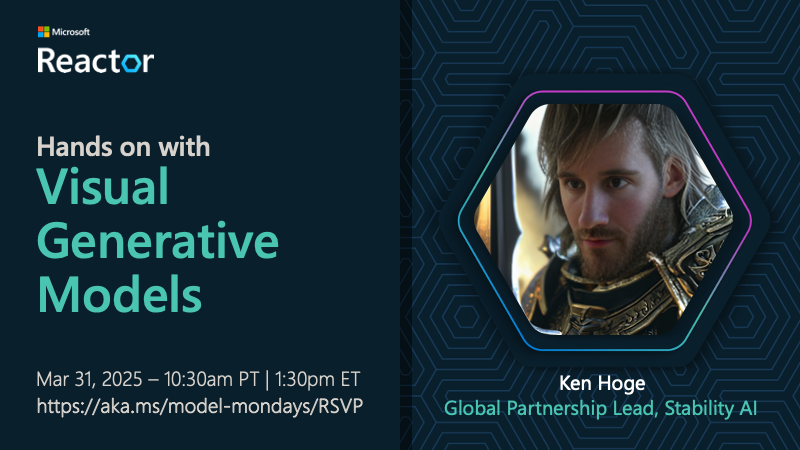 Microsoft
Reactor
Hands on with
Visual
Generative
Models
Mar 31, 2025 – 10:30am PT | 1:30pm ET
https://aka.ms/model-mondays/RSVP
Ken Hoge
Global Partnership Lead, Stability AI